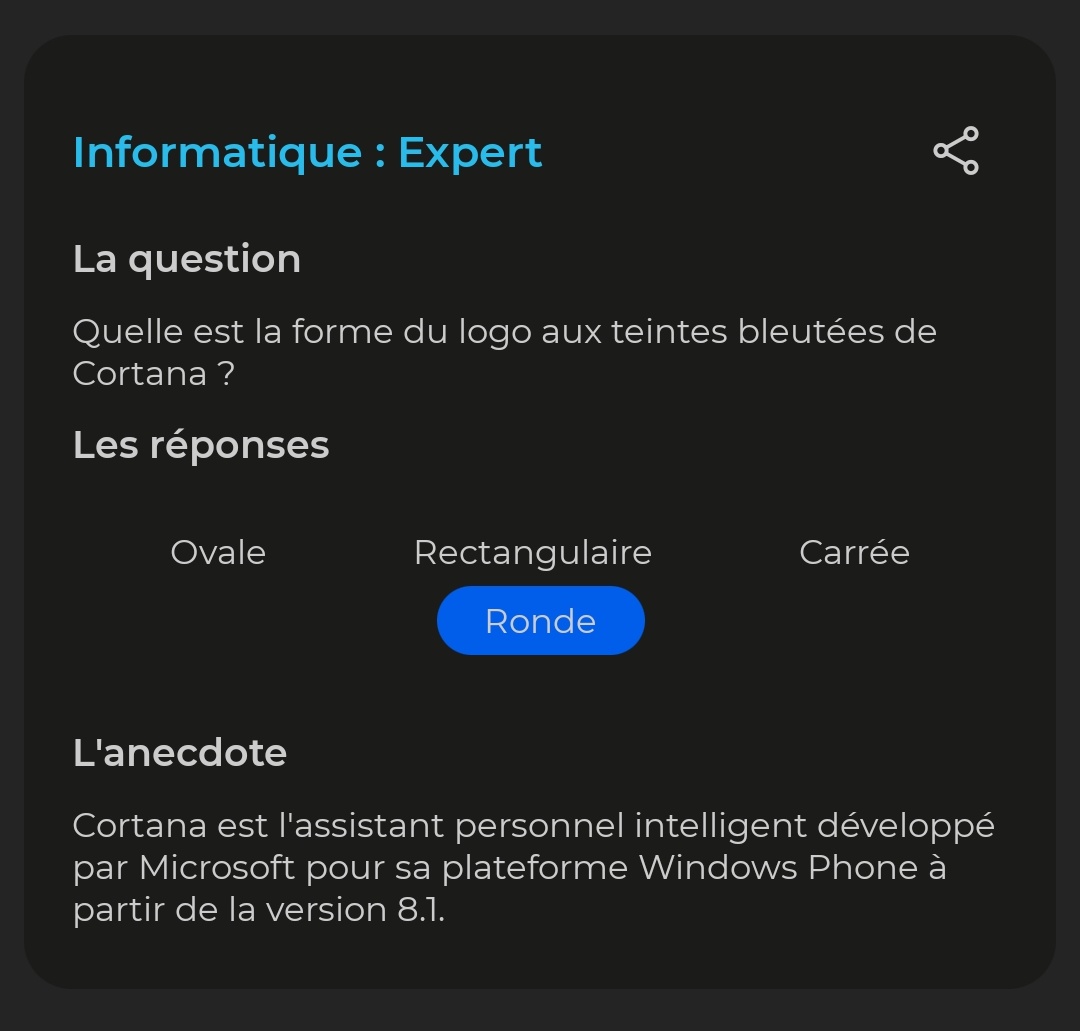 Informatique : Expert
La question
Quelle est la forme du logo aux teintes bleutées de
Cortana ?
Les réponses
Ovale Rectangulaire Carrée
Ronde
L'anecdote
Cortana est l'assistant personnel intelligent développé
par Microsoft pour sa plateforme Windows Phone à
partir de la version 8.1.